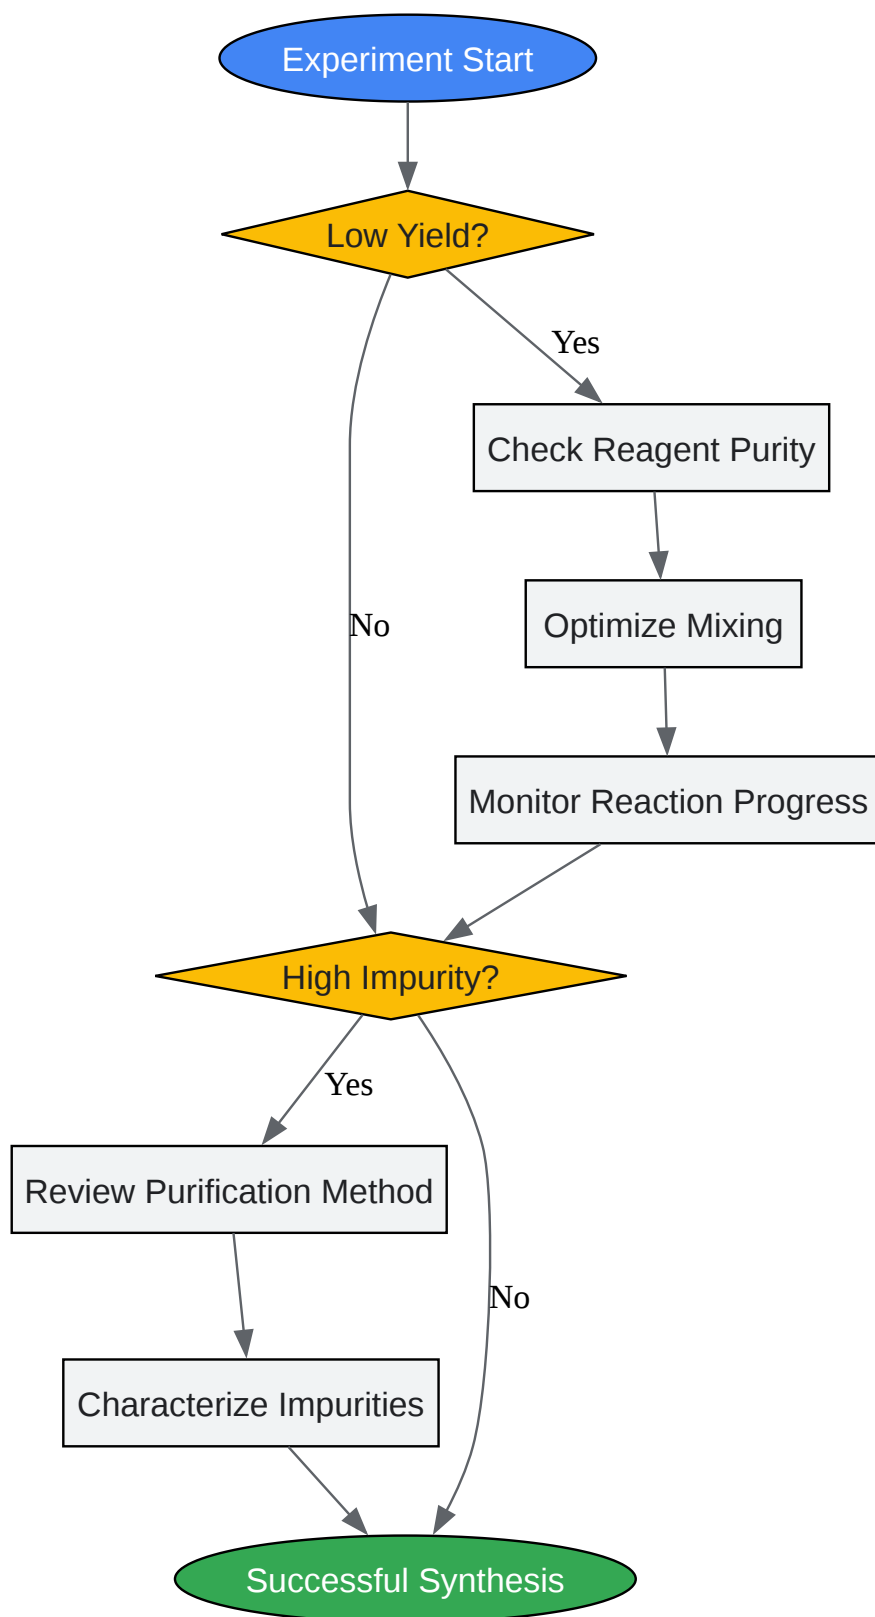 Experiment Start
Low Yield?
Yes
Check Reagent Purity
No
Optimize Mixing
Monitor Reaction Progress
High Impurity?
Yes
Review Purification Method
No
Characterize Impurities
Successful Synthesis